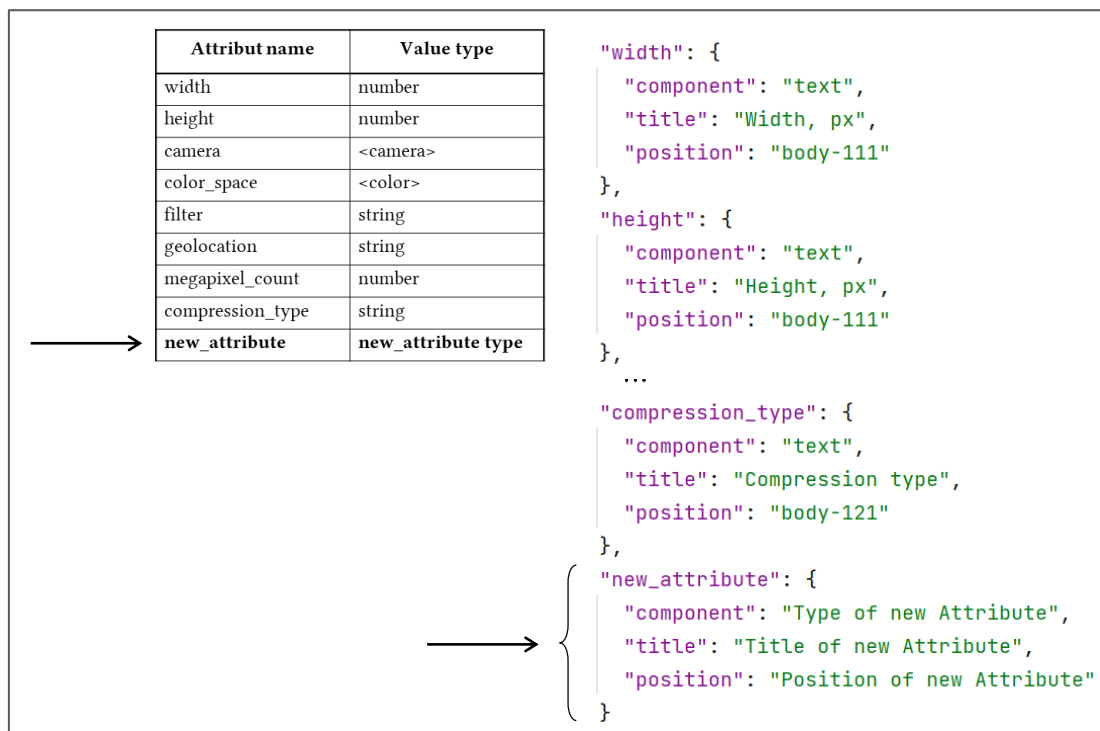 Attribut name Value type
width number
height number
camera <camera>
color_space <color>
filter string
geolocation string
megapixel_count number
compression_type string
new_attribute new_attribute type
"width": {
"component": "text",
"title": "Width, px",
"position": "body-111"
},
"height": {
"component": "text",
"title": "Height, px",
"position": "body-111"
},
...
"compression_type": {
"component": "text",
"title": "Compression type",
"position": "body-121"
},
"new_attribute": {
"component": "Type of new Attribute",
"title": "Title of new Attribute",
"position": "Position of new Attribute"
}